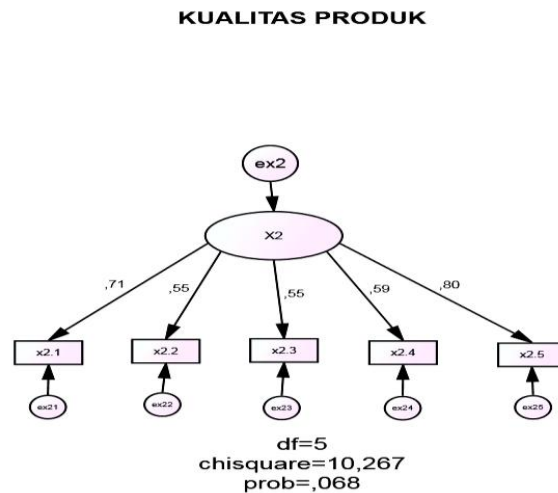 KUALITAS PRODUK
ex2
X2
,71
,55
,55
,59
,80
x2.1
x2.2
x2.3
x2.4
x2.5
ex21
ex22
ex23
ex24
ex25
df=5
chisquare=10,267
prob=,068